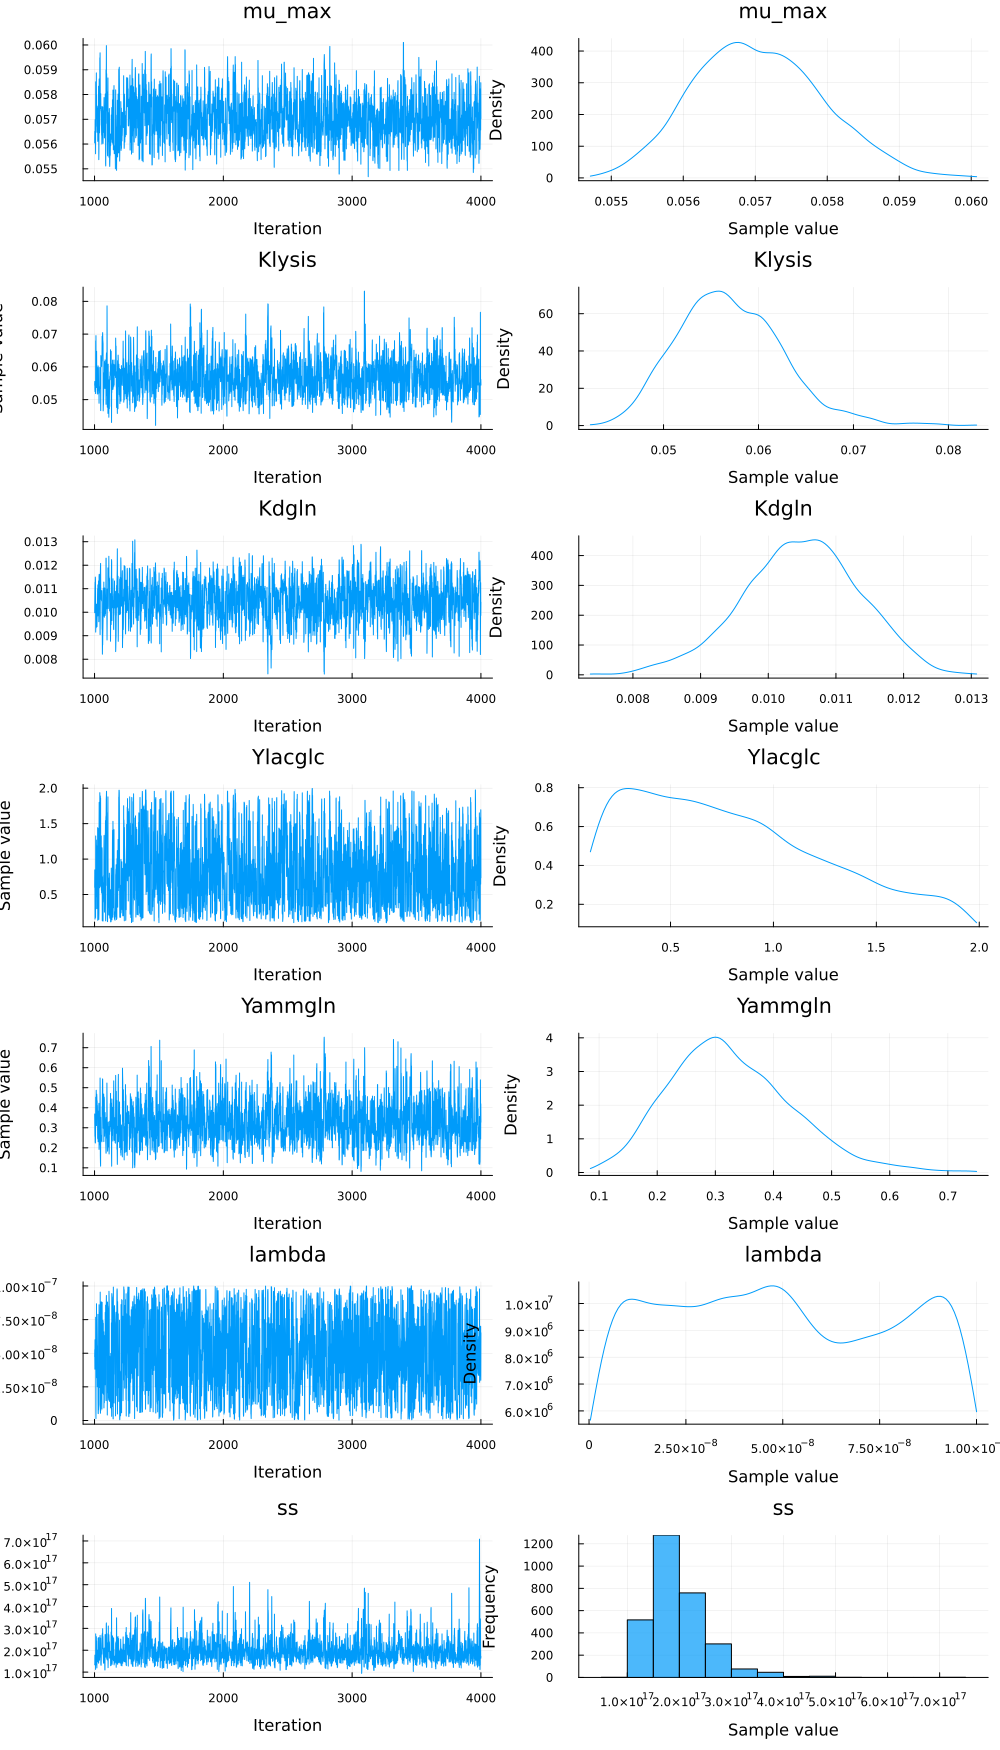 mu_max mu_max
0.060
0.059
0.058
0.057
0.056
0.055
1000 2000 3000 4000
Iteration
Density
400
300
200
100
0
0.055 0.056 0.057 0.058 0.059 0.060
Sample value
Klysis Klysis
Sample value
0.08
0.07
0.06
0.05
1000 2000 3000 4000
Iteration
Density
60
40
20
0
0.05 0.06 0.07 0.08
Sample value
Kdgln Kdgln
0.013
0.012
0.011
0.010
0.009
0.008
1000 2000 3000 4000
Iteration
Density
400
300
200
100
0
0.008 0.009 0.010 0.011 0.012 0.013
Sample value
Ylacglc Ylacglc
Sample value
2.0
1.5
1.0
0.5
1000 2000 3000 4000
Iteration
Density
0.8
0.6
0.4
0.2
0.5 1.0 1.5 2.0
Sample value
Yammgln Yammgln
Sample value
0.7
0.6
0.5
0.4
0.3
0.2
0.1
1000 2000 3000 4000
Iteration
Density
4
3
2
1
0
0.1 0.2 0.3 0.4 0.5 0.6 0.7
Sample value
lambda lambda
.00×10⁻⁷
.50×10⁻⁸
.00×10⁻⁸
.50×10⁻⁸
0
1000 2000 3000 4000
Iteration
Density
1.0×10⁷
9.0×10⁶
8.0×10⁶
7.0×10⁶
6.0×10⁶
0 2.50×10⁻⁸ 5.00×10⁻⁸ 7.50×10⁻⁸ 1.00×10⁻
Sample value
ss ss
7.0×10¹⁷
6.0×10¹⁷
5.0×10¹⁷
4.0×10¹⁷
3.0×10¹⁷
2.0×10¹⁷
1.0×10¹⁷
1000 2000 3000 4000
Iteration
Frequency
1200
1000
800
600
400
200
0
1.0×10¹⁷ 2.0×10¹⁷ 3.0×10¹⁷ 4.0×10¹⁷ 5.0×10¹⁷ 6.0×10¹⁷ 7.0×10¹⁷
Sample value